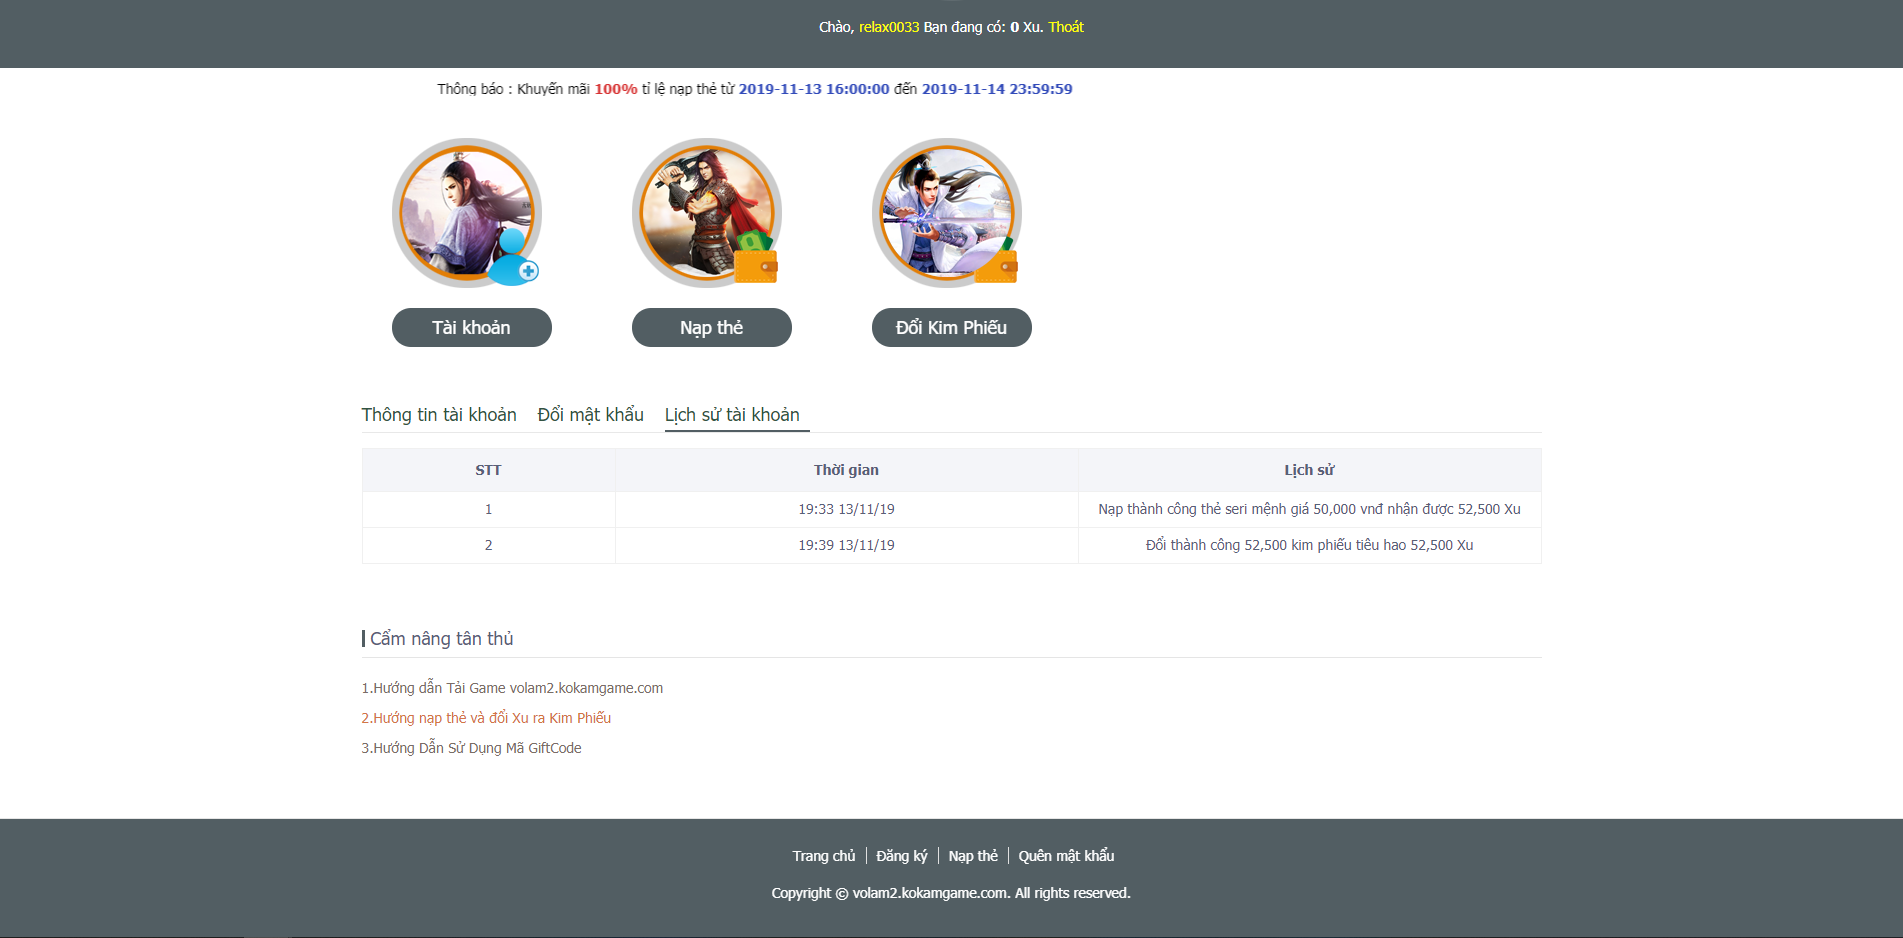 Chào, relax0033 Bạn đang có: 0 Xu. Thoát
Thông báo : Khuyến mãi 100% tỉ lệ nạp thẻ từ 2019-11-13 16:00:00 đến 2019-11-14 23:59:59
Tài khoản
Nạp thẻ
Đổi Kim Phiếu
Thông tin tài khoản Đổi mật khẩu Lịch sử tài khoản
STT Thời gian Lịch sử
1 19:33 13/11/19 Nạp thành công thẻ seri mệnh giá 50,000 vnđ nhận được 52,500 Xu
2 19:39 13/11/19 Đổi thành công 52,500 kim phiếu tiêu hao 52,500 Xu
Cẩm nâng tân thủ
1.Hướng dẫn Tải Game volam2.kokamgame.com
2.Hướng nạp thẻ và đổi Xu ra Kim Phiếu
3.Hướng Dẫn Sử Dụng Mã GiftCode
Trang chủ Đăng ký Nạp thẻ Quên mật khẩu
Copyright © volam2.kokamgame.com. All rights reserved.